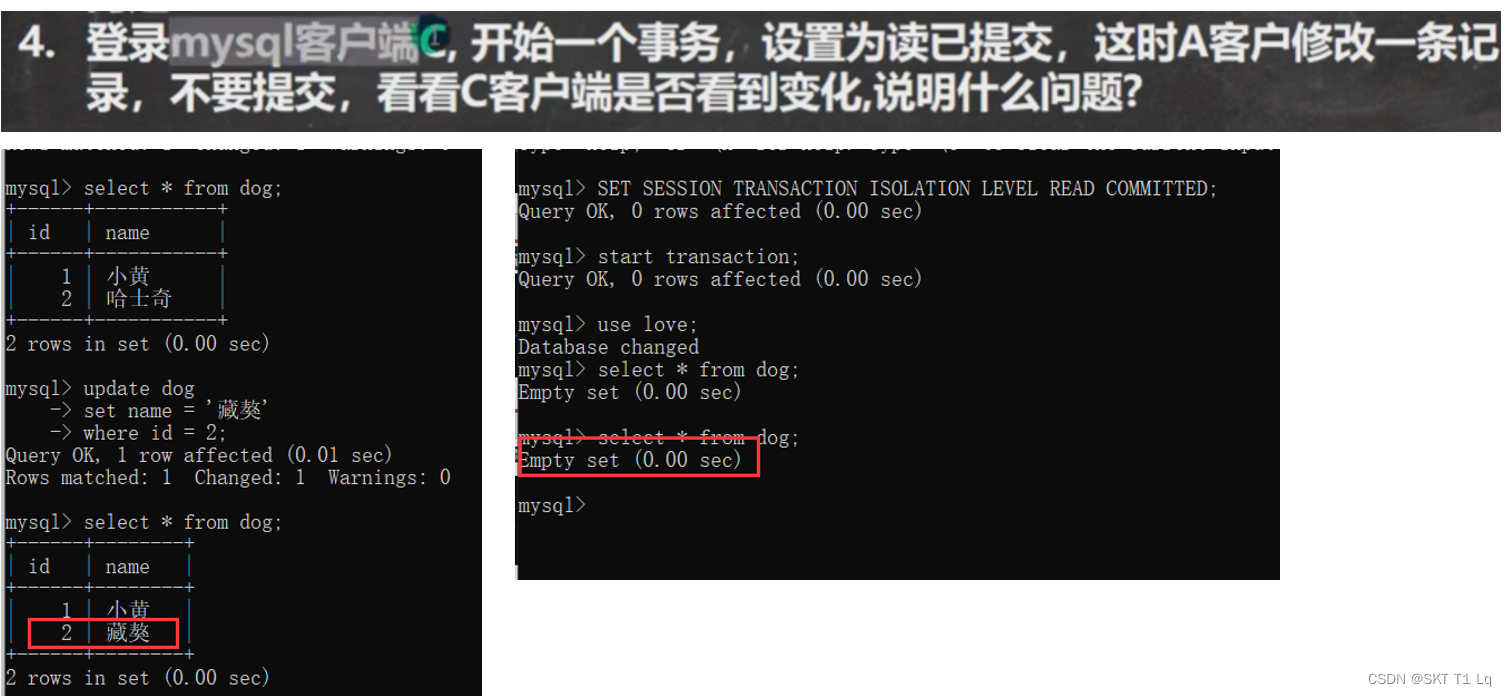 4. 登录mysql客户端C, 开始一个事务，设置为读已提交，这时A客户修改一条记
录，不要提交，看看C客户端是否看到变化,说明什么问题?
mysql> select * from dog;
+------+-----------+
| id | name |
+------+-----------+
| 1 | 小黄 |
| 2 | 哈士奇 |
+------+-----------+
2 rows in set (0.00 sec)
mysql> update dog
-> set name = '藏獒'
-> where id = 2;
Query OK, 1 row affected (0.01 sec)
Rows matched: 1 Changed: 1 Warnings: 0
mysql> select * from dog;
+------+--------+
| id | name |
+------+--------+
| 1 | 小黄 |
| 2 | 藏獒 |
+------+--------+
2 rows in set (0.00 sec)
mysql> SET SESSION TRANSACTION ISOLATION LEVEL READ COMMITTED;
Query OK, 0 rows affected (0.00 sec)
mysql> start transaction;
Query OK, 0 rows affected (0.00 sec)
mysql> use love;
Database changed
mysql> select * from dog;
Empty set (0.00 sec)
mysql> select * from dog;
Empty set (0.00 sec)
mysql>
CSDN @SKT T1 Lq